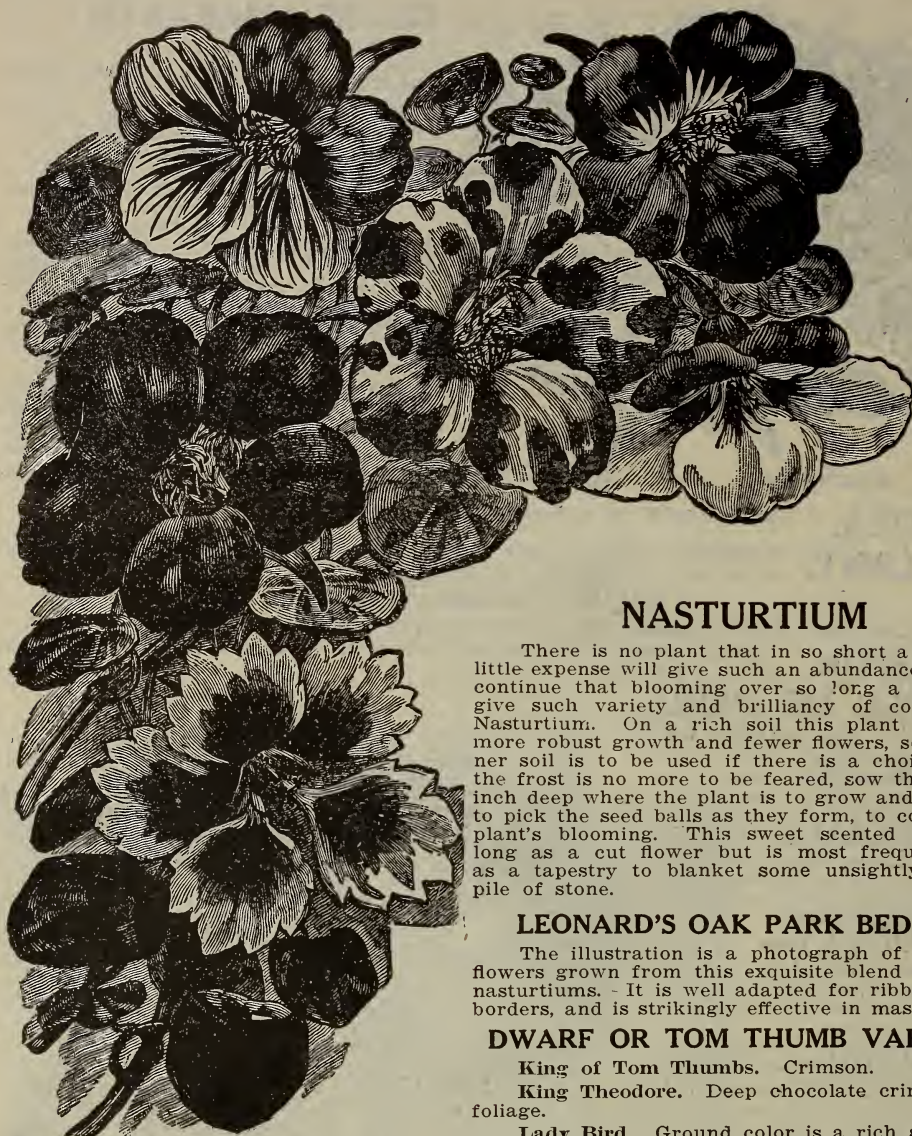 NASTURTIUM
There is no plant that in so short a
little expense will give such an abundance
continue that blooming over so long a
give such variety and brilliancy of co
Nasturtium. On a rich soil this plant
more robust growth and fewer flowers, s
ner soil is to be used if there is a choi
the frost is no more to be feared, sow th
inch deep where the plant is to grow and
to pick the seed balls as they form, to co
plant's blooming. This sweet scented
long as a cut flower but is most frequ
as a tapestry to blanket some unsightly
pile of stone.
LEONARD'S OAK PARK BED
The illustration is a photograph of
flowers grown from this exquisite blend
nasturtiums. - It is well adapted for ribb
borders, and is strikingly effective in mas
DWARF OR TOM THUMB VA
King of Tom Thumbs. Crimson.
King Theodore. Deep chocolate crim
foliage.
Lady Bird. Ground color is a rich